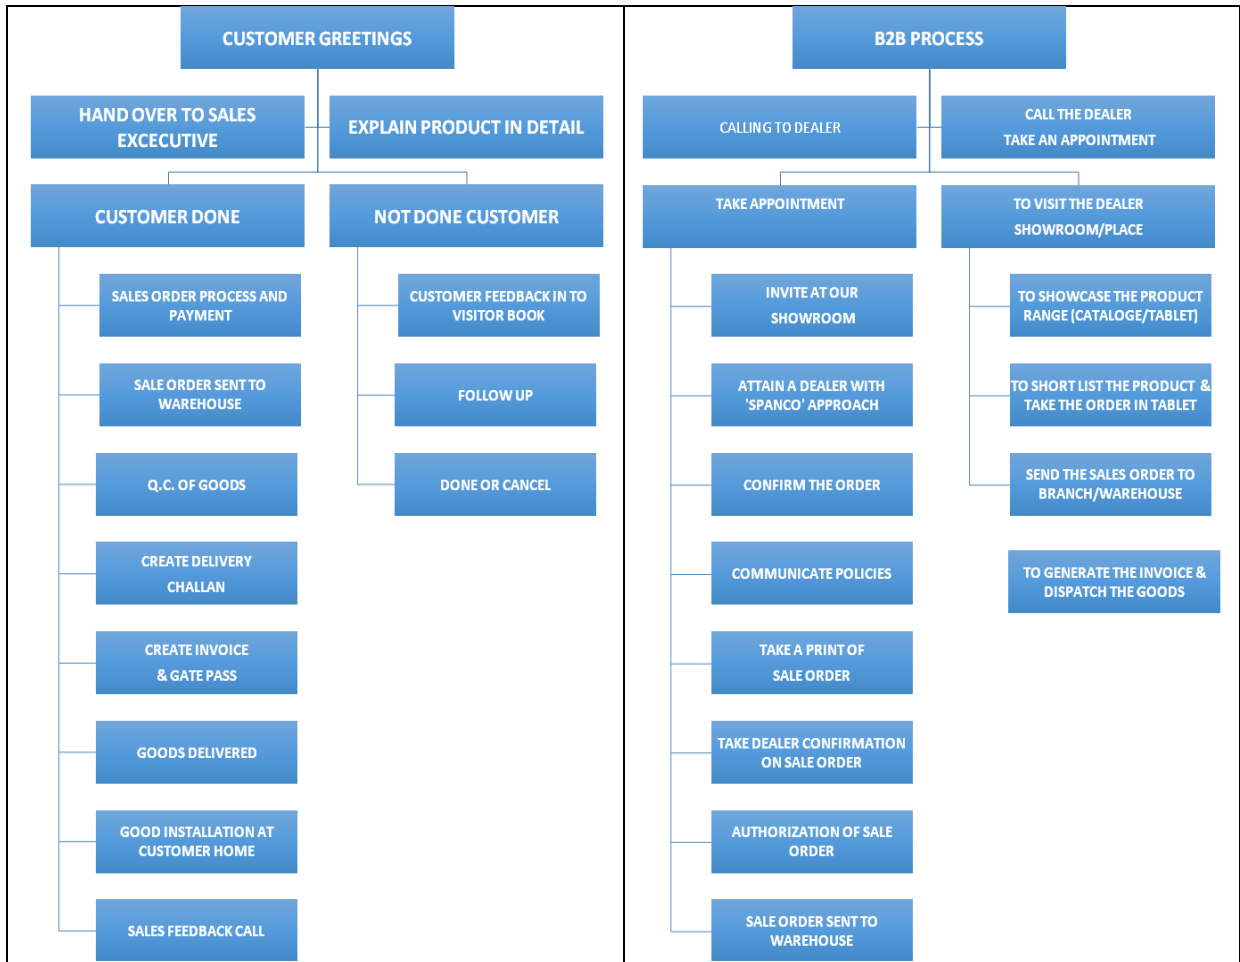 CUSTOMER GREETINGS
HAND OVER TO SALES
EXCECUTIVE
EXPLAIN PRODUCT IN DETAIL
CUSTOMER DONE
NOT DONE CUSTOMER
SALES ORDER PROCESS AND
PAYMENT
SALE ORDER SENT TO
WAREHOUSE
Q.C. OF GOODS
CREATE DELIVERY
CHALLAN
CREATE INVOICE
& GATE PASS
GOODS DELIVERED
GOOD INSTALLATION AT
CUSTOMER HOME
SALES FEEDBACK CALL
CUSTOMER FEEDBACK IN TO
VISITOR BOOK
FOLLOW UP
DONE OR CANCEL
B2B PROCESS
CALLING TO DEALER
CALL THE DEALER
TAKE AN APPOINTMENT
TAKE APPOINTMENT
TO VISIT THE DEALER
SHOWROOM/PLACE
INVITE AT OUR
SHOWROOM
ATTAIN A DEALER WITH
'SPANCO' APPROACH
CONFIRM THE ORDER
COMMUNICATE POLICIES
TAKE A PRINT OF
SALE ORDER
TAKE DEALER CONFIRMATION
ON SALE ORDER
AUTHORIZATION OF SALE
ORDER
SALE ORDER SENT TO
WAREHOUSE
TO SHOWCASE THE PRODUCT
RANGE (CATALOGE/TABLET)
TO SHORT LIST THE PRODUCT &
TAKE THE ORDER IN TABLET
SEND THE SALES ORDER TO
BRANCH/WAREHOUSE
TO GENERATE THE INVOICE &
DISPATCH THE GOODS